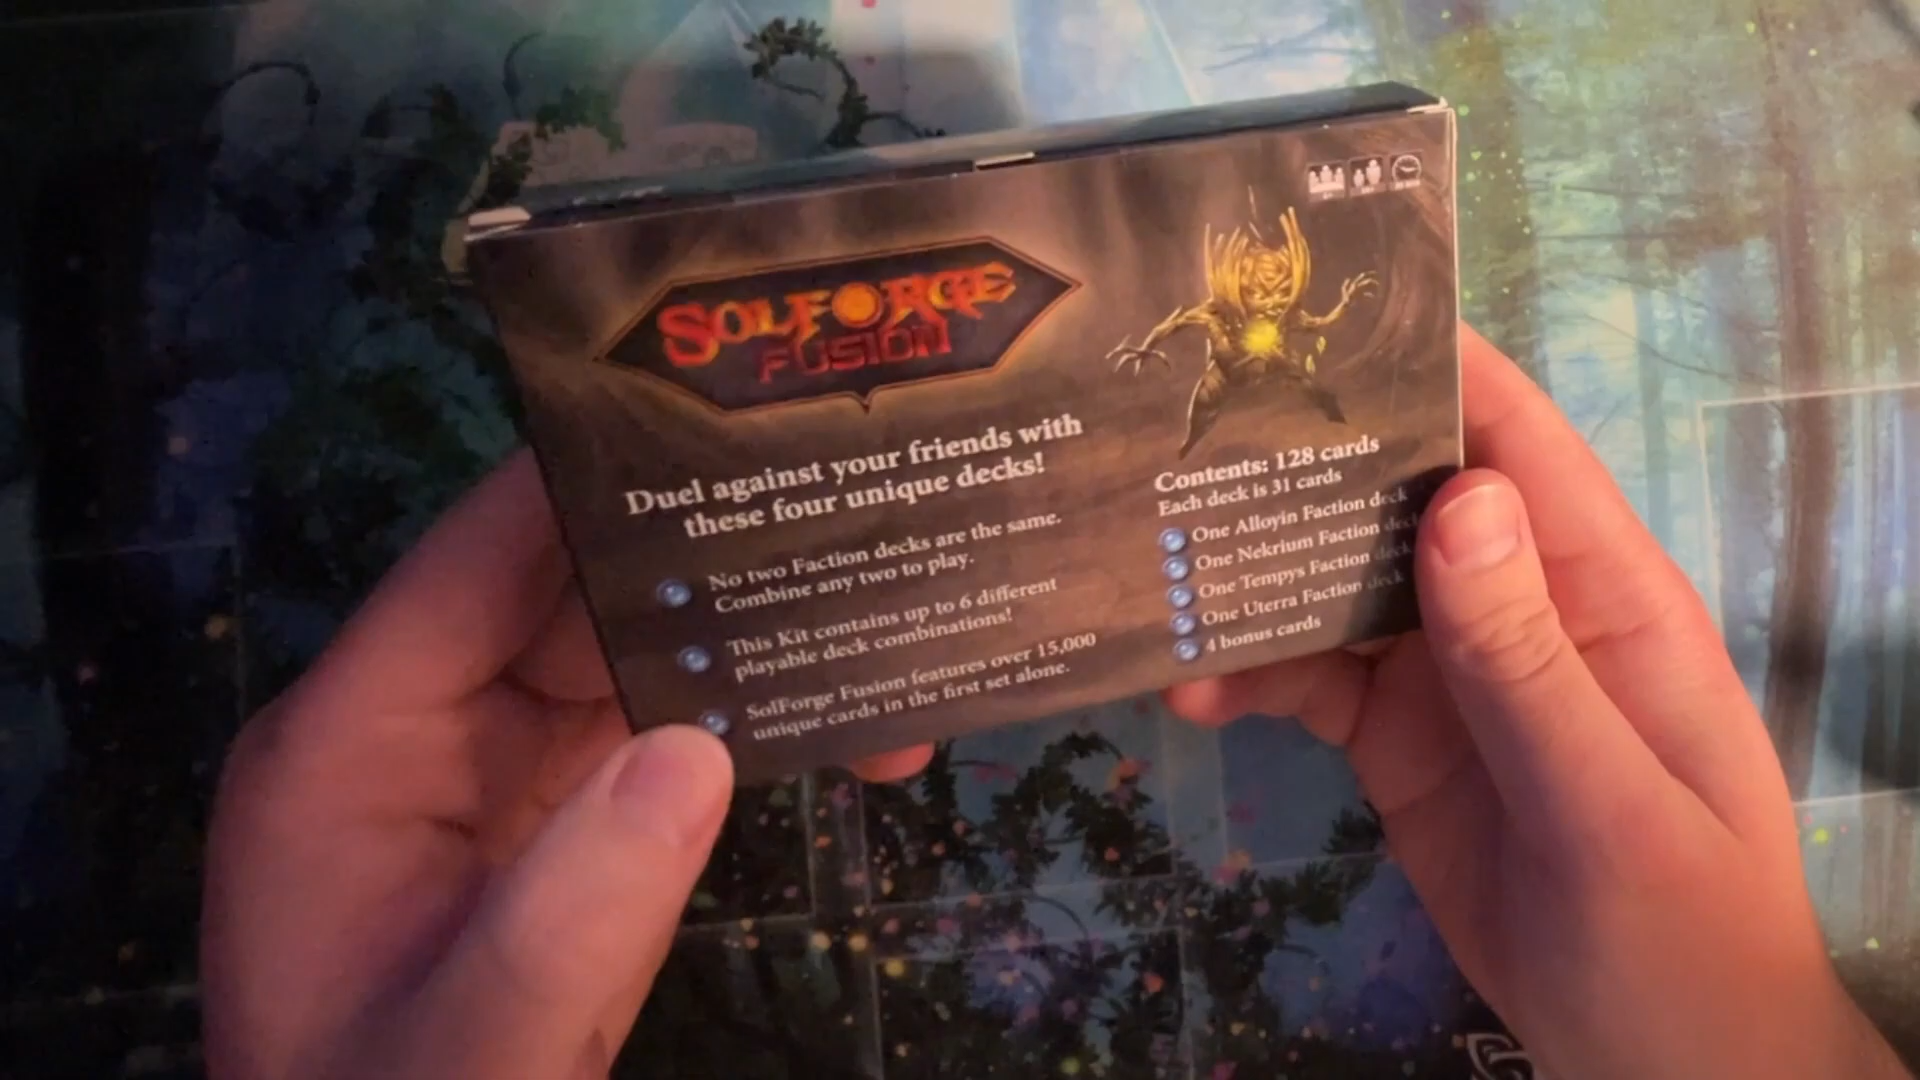 SOLFORGE
FUSION
Duel against your friends with
these four unique decks!
No two Faction decks are the same.
Combine any two to play.
This Kit contains up to 6 different
playable deck combinations!
SolForge Fusion features over 15,000
unique cards in the first set alone.
Contents: 128 cards
Each deck is 31 cards
One Alloyin Faction deck
One Nekrium Faction deck
One Tempys Faction deck
One Uterra Faction deck
4 bonus cards